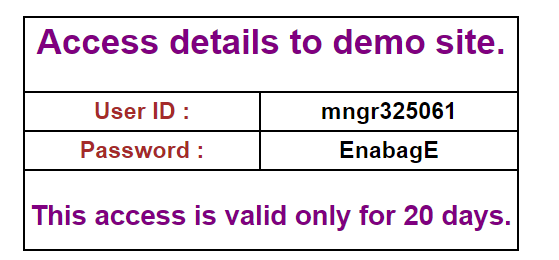 Access details to demo site.
User ID : mngr325061
Password : EnabagE
This access is valid only for 20 days.